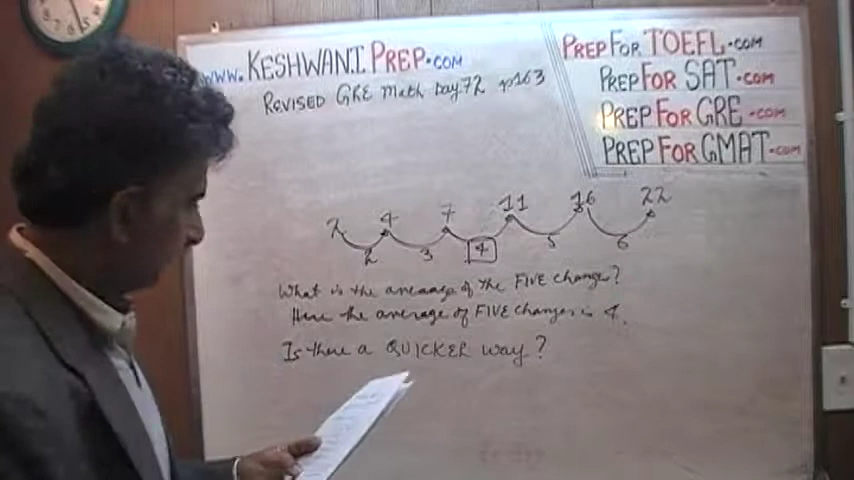 www.KESHWANI PREP.COM
REVISED GRE Math Day 72 p163
PREP FOR TOEFL.com
PREP FOR SAT.com
PREP FOR GRE.com
PREP FOR GMAT.com
2 4 7 11 16 22
2 3 4 5 6
What is the average of the FIVE change?
Here the average of FIVE changes is 4.
Is there a QUICKER way?